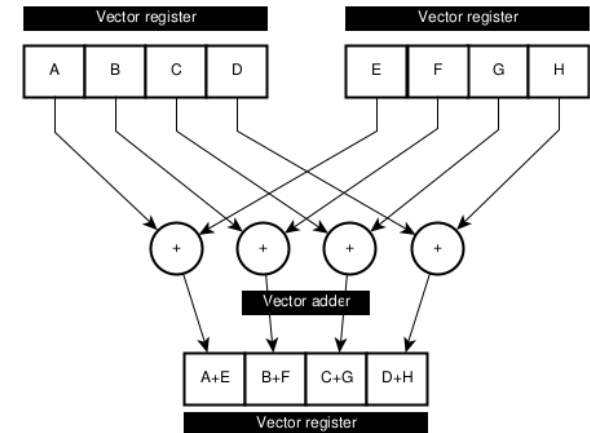 Vector register Vector register
A B C D E F G H
+ + + +
Vector adder
A+E B+F C+G D+H
Vector register